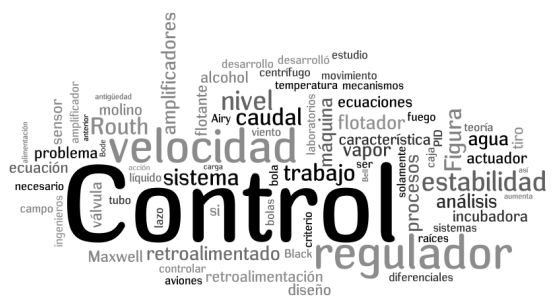 desarrollo desarrolló estudio
alcohol centrífugo movimiento
temperatura mecanismos
antigüedad
amplificadores
amplificador
sensor
molino
flotante
nivel
laboratorios
máquina
ecuaciones
Airy caudal
fuego
flotador
Figura
teoría
alimentación
anterior
Routh
Bode
viento
característica
PID
agua
tiro
problema
velocidad
vapor
caja
actuador
ecuación
acción
carga
bola
trabajo
ser
Bell
solamente
procesos
estabilidad
así
necesario
líquido
sistema
aumenta
válvula
Control
análisis
campo
tubo
lazo
si
bolas
criterio
incubadora
ingenieros
raíces
sistemas
Maxwell
retroalimentado
Black
regulador
controlar
aviones
retroalimentación
diferenciales
diseño